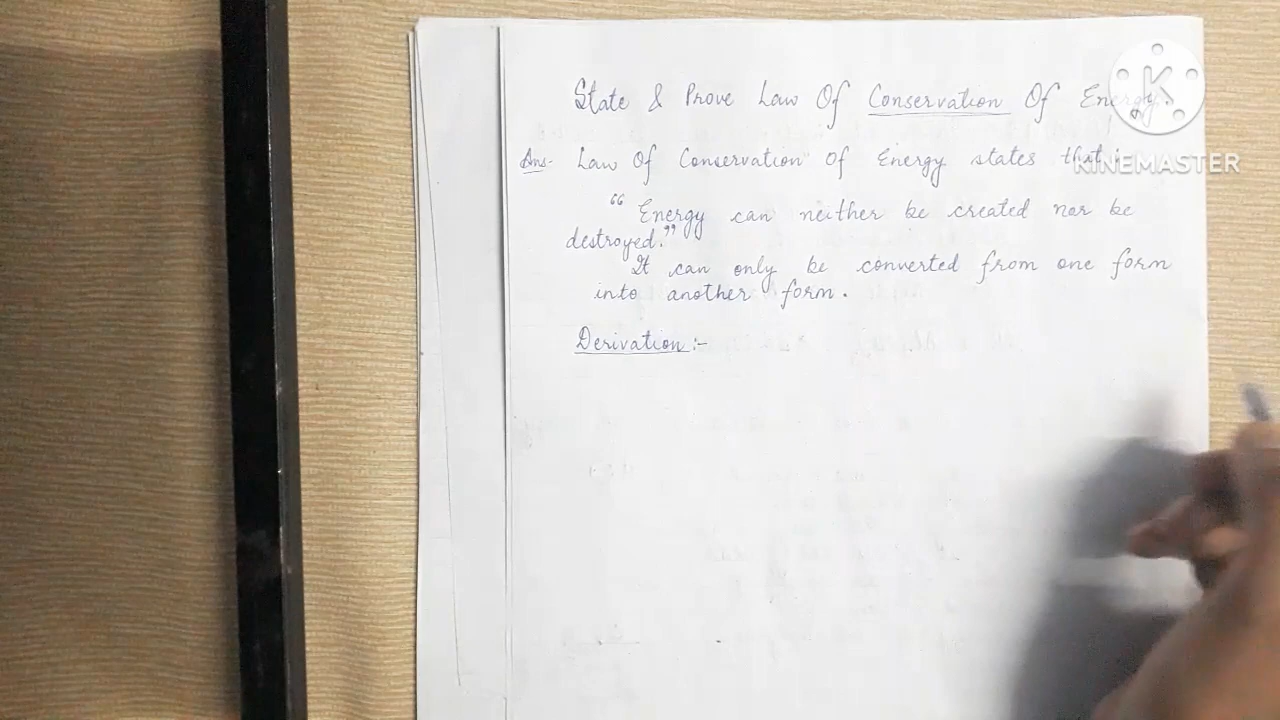 State & Prove Law Of Conservation Of Energy.
Ans- Law Of Conservation Of Energy states that :
"Energy can neither be created nor be
destroyed."
It can only be converted from one form
into another form.
Derivation :-
K
KINEMASTER